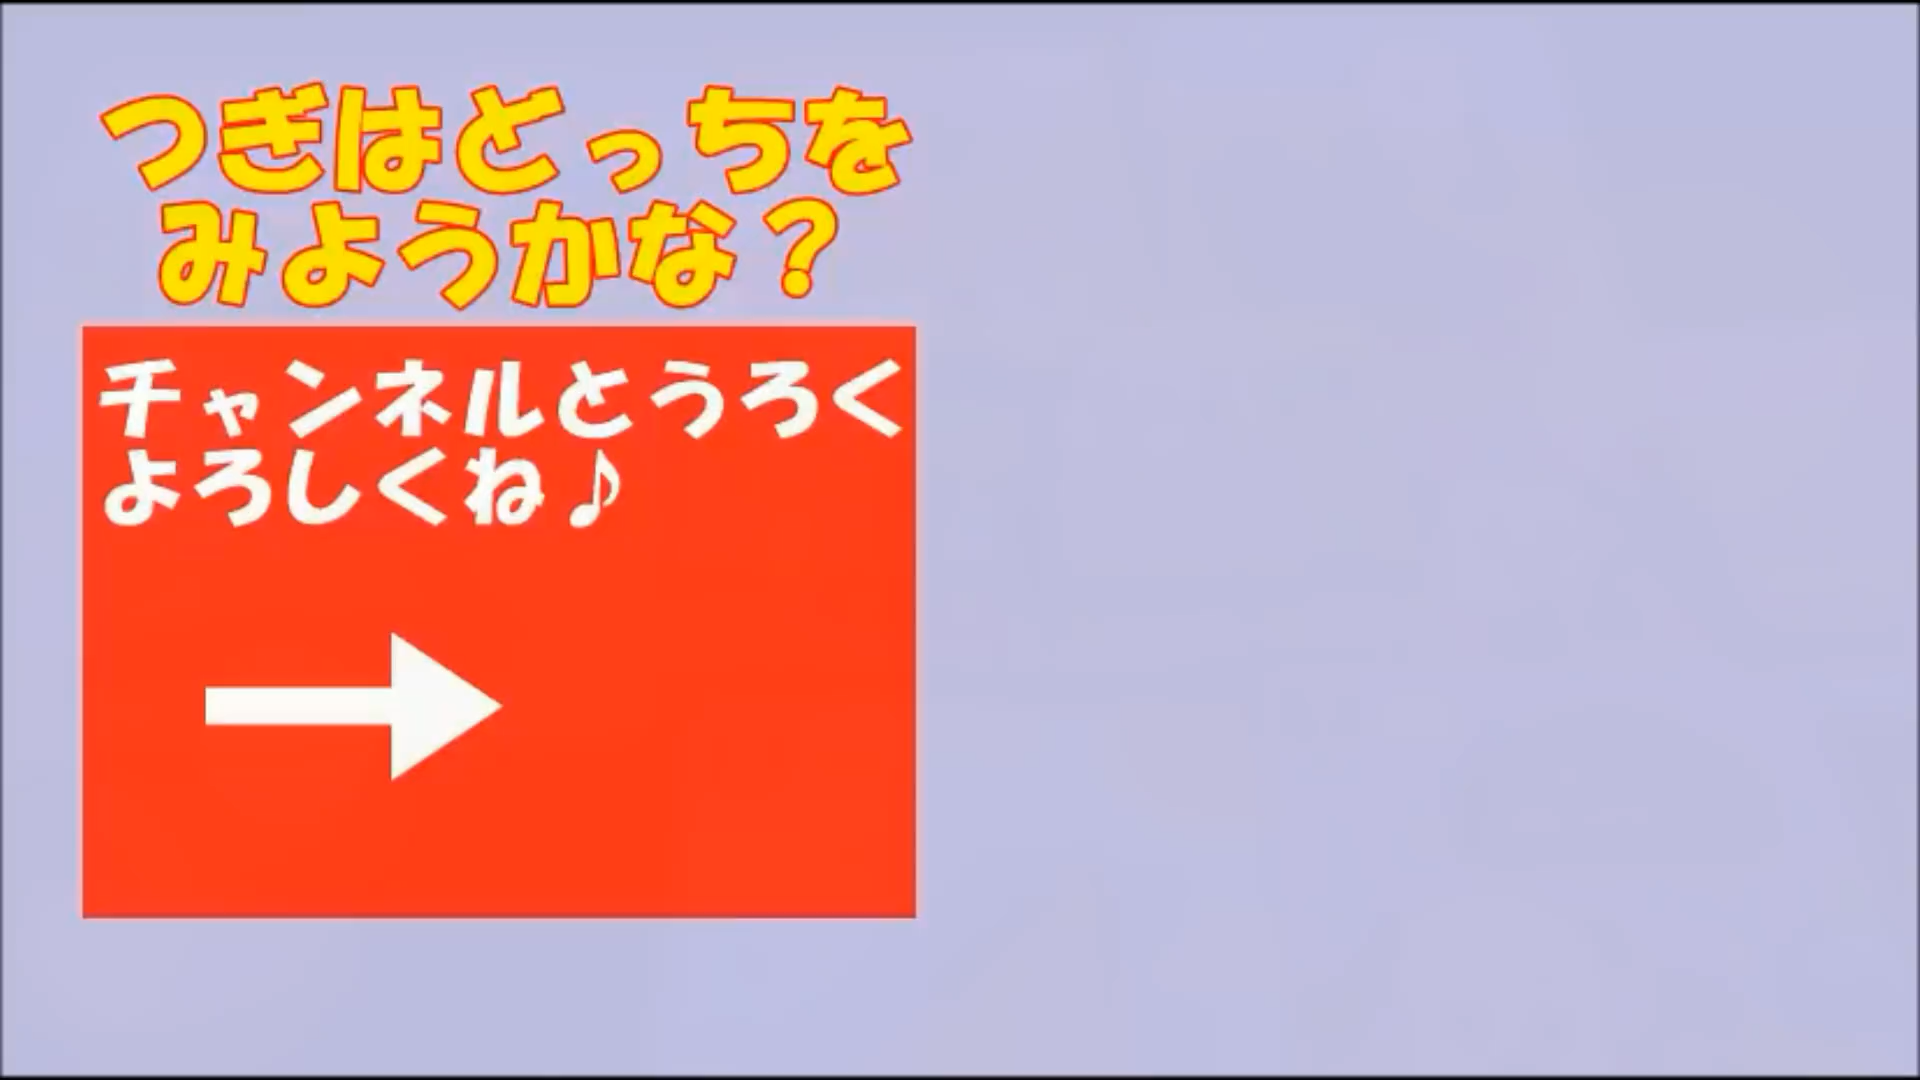 つぎはどっちを
みようかな？
チャンネルとうろく
よろしくね♪